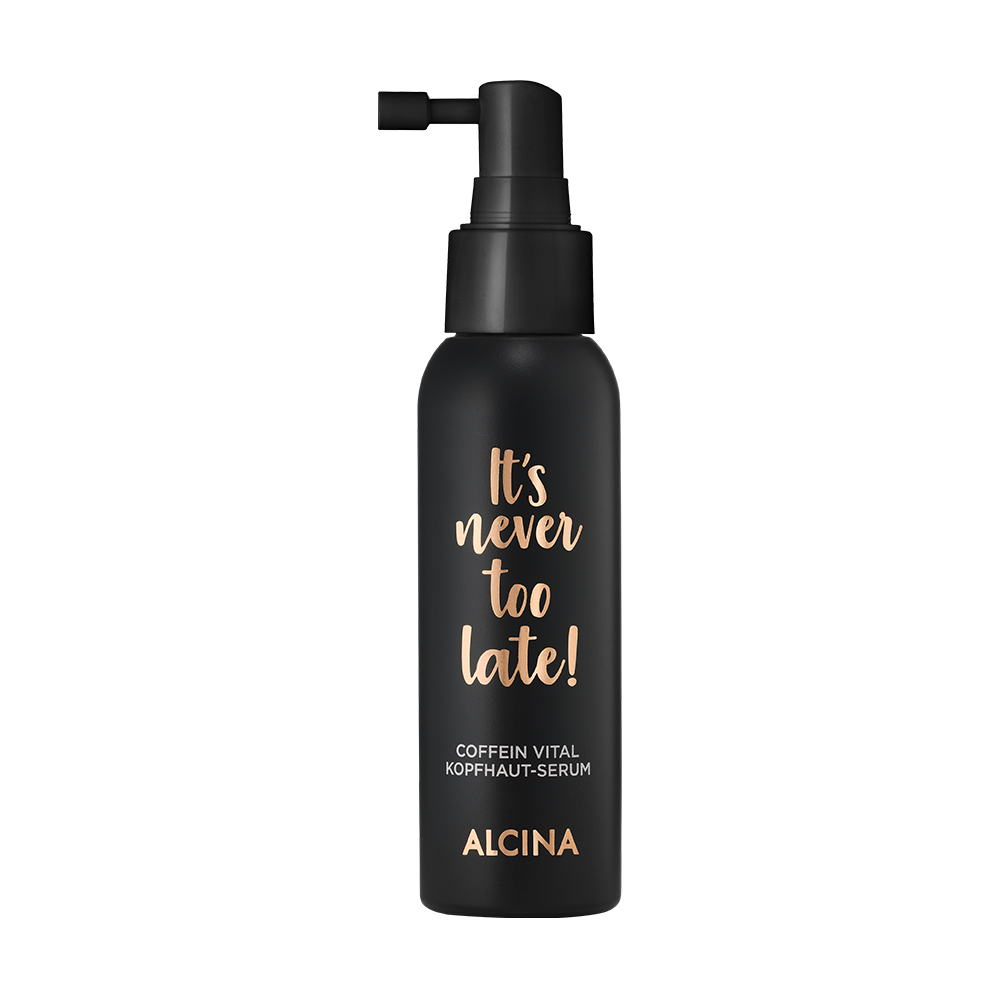 It's
never
too
late!
COFFEIN VITAL
KOPFHAUT-SERUM
ALCINA